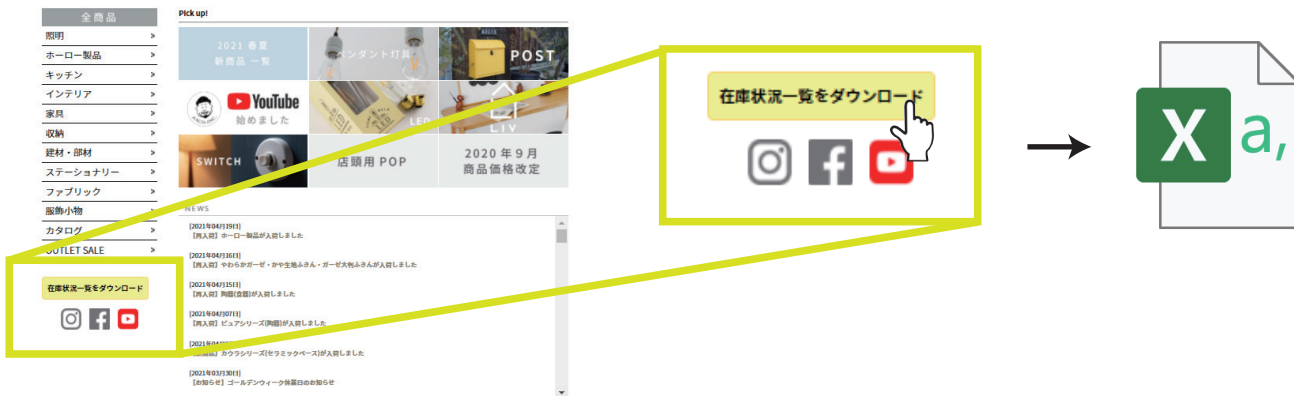 全商品
照明 >
ホーロー製品 >
キッチン >
インテリア >
家具 >
収納 >
建材・部材 >
ステーショナリー >
ファブリック >
服飾小物 >
カタログ >
OUTLET SALE >
在庫状況一覧をダウンロード
Pick up!
2021 春夏
新商品 一覧
ペンダント灯具
POST
YouTube
始めました
LED
LIV
SWITCH
店頭用 POP
2020 年 9 月
商品価格改定
NEWS
[2021年04月19日]
【再入荷】ホーロー製品が入荷しました
[2021年04月16日]
【再入荷】やわらかガーゼ・かや生地ふきん・ガーゼ大判ふきんが入荷しました
[2021年04月15日]
【再入荷】陶器(食器)が入荷しました
[2021年04月07日]
【再入荷】ピュアシリーズ(陶器)が入荷しました
カウラシリーズ(セラミックベース)が入荷しました
[2021年03月30日]
【お知らせ】ゴールデンウィーク休業日のお知らせ
在庫状況一覧をダウンロード
X a,